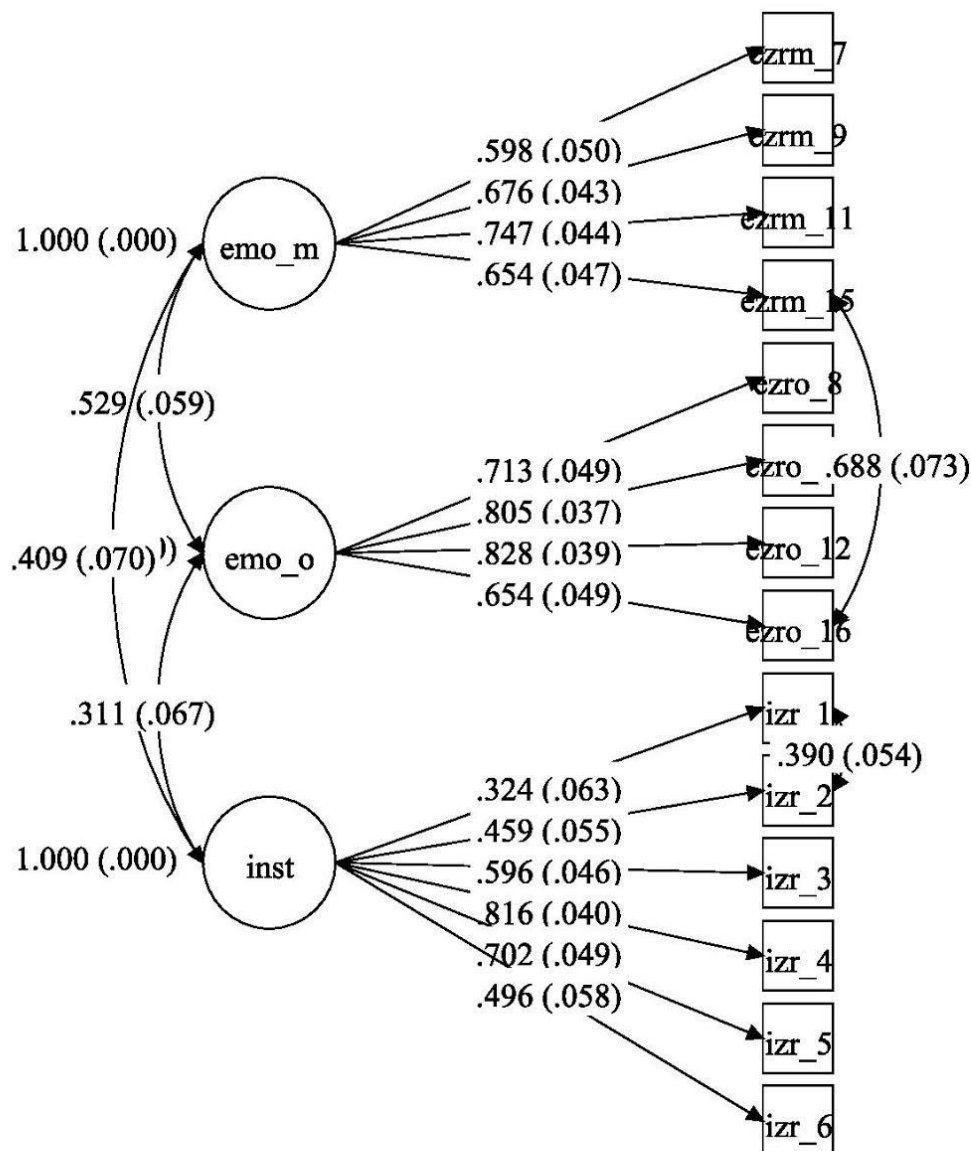 ezrm_7
ezrm_9
.598 (.050)
.676 (.043)
ezrm_11
.747 (.044)
1.000 (.000)
emo_m
.654 (.047)
ezrm_15
ezro_8
.529 (.059)
.713 (.049)
ezro_
.688 (.073)
.805 (.037)
.828 (.039)
ezro_12
.409 (.070)
emo_o
.654 (.049)
ezro_16
izr_1
.311 (.067)
.390 (.054)
.324 (.063)
izr_2
.459 (.055)
1.000 (.000)
inst
.596 (.046)
izr_3
.816 (.040)
.702 (.049)
izr_4
.496 (.058)
izr_5
izr_6